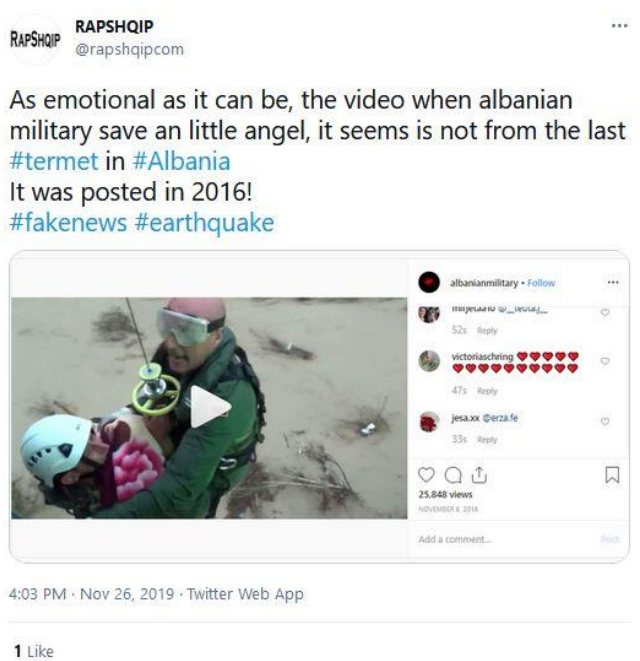 RAPSHQIP
RAPSHQIP
@rapshqipcom
As emotional as it can be, the video when albanian
military save an little angel, it seems is not from the last
#termet in #Albania
It was posted in 2016!
#fakenews #earthquake
albanianmilitary • Follow
52s Reply
victoriaschring
47s Reply
jesa.xx @erza.fe
33s Reply
25,848 views
NOVEMBER 8, 2016
Add a comment...
Post
4:03 PM · Nov 26, 2019 · Twitter Web App
1 Like